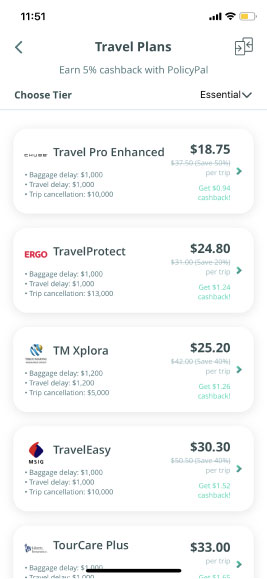 11:51
Travel Plans
Earn 5% cashback with PolicyPal
Choose Tier
Essential
CHUBB
Travel Pro Enhanced
$18.75
$37.50 (Save 50%)
per trip
• Baggage delay: $1,000
• Travel delay: $1,000
• Trip cancellation: $10,000
Get $0.94
cashback!
ERGO
TravelProtect
$24.80
$31.00 (Save 20%)
per trip
• Baggage delay: $1,000
• Travel delay: $1,000
• Trip cancellation: $13,000
Get $1.24
cashback!
TM Xplora
$25.20
$42.00 (Save 40%)
per trip
• Baggage delay: $1,200
• Travel delay: $1,200
• Trip cancellation: $5,000
Get $1.26
cashback!
MSIG
TravelEasy
$30.30
$50.50 (Save 40%)
per trip
• Baggage delay: $1,000
• Travel delay: $1,000
• Trip cancellation: $10,000
Get $1.52
cashback!
TourCare Plus
$33.00
per trip
• Baggage delay: $1,000
• Travel delay: $1,000
Get $1.65